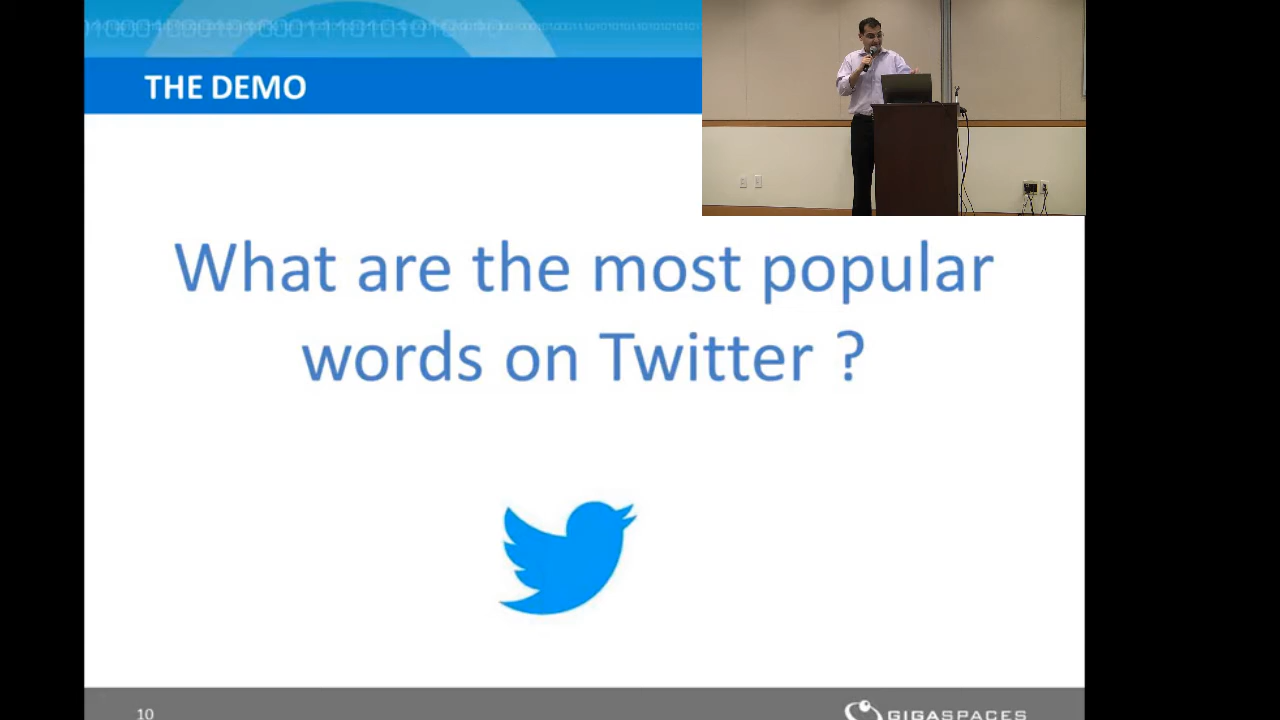 THE DEMO
What are the most popular
words on Twitter ?
10
GIGASPACES